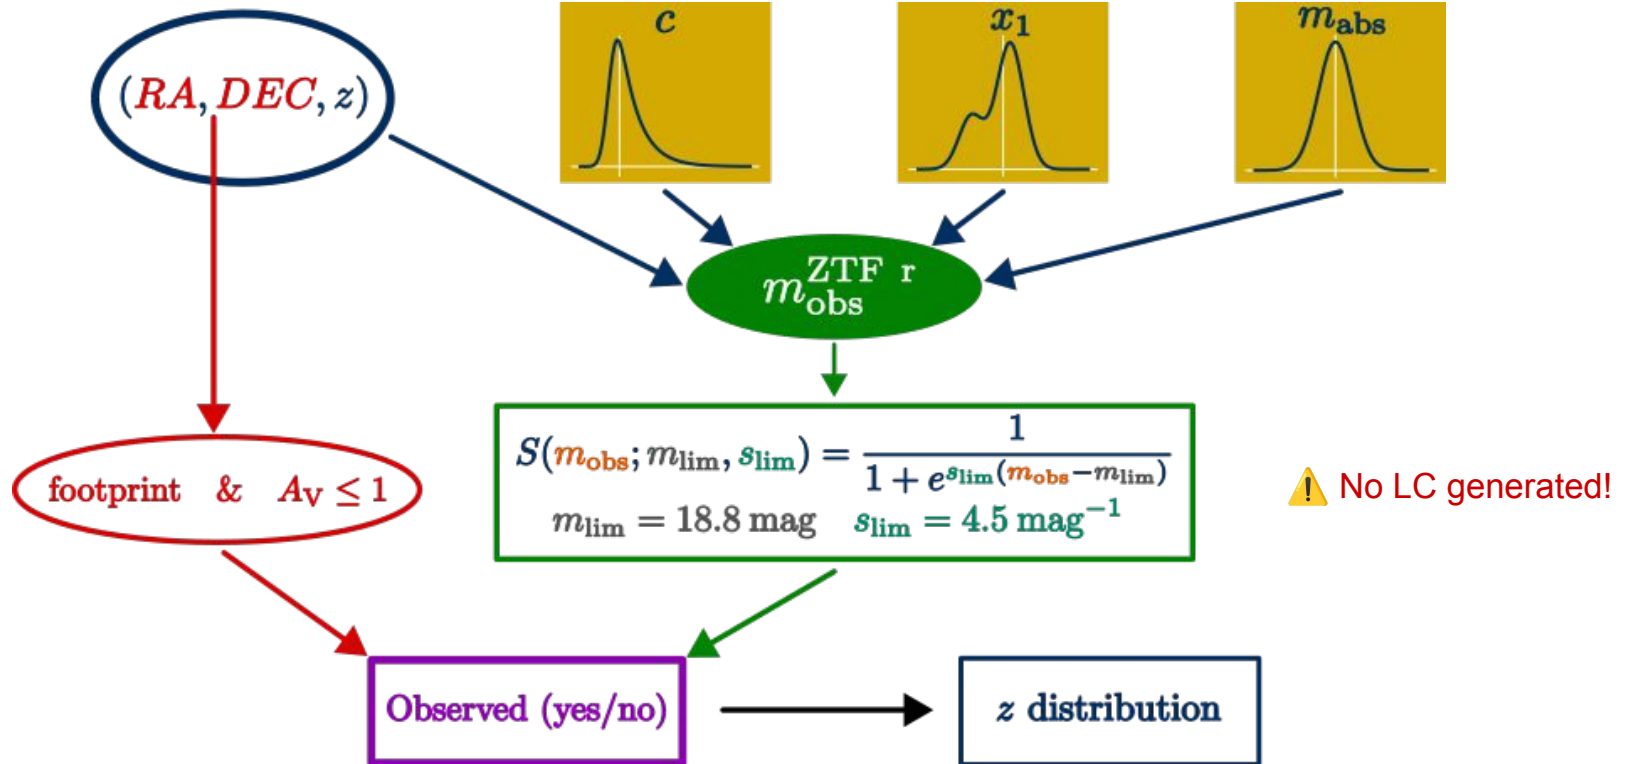 c
x₁
m_abs
(RA, DEC, z)
m_obs^ZTF r
S(m_obs; m_lim, s_lim) = 1 / (1 + e^{s_lim(m_obs−m_lim)})
m_lim = 18.8 mag s_lim = 4.5 mag⁻¹
footprint & A_V ≤ 1
⚠️ No LC generated!
Observed (yes/no)
z distribution